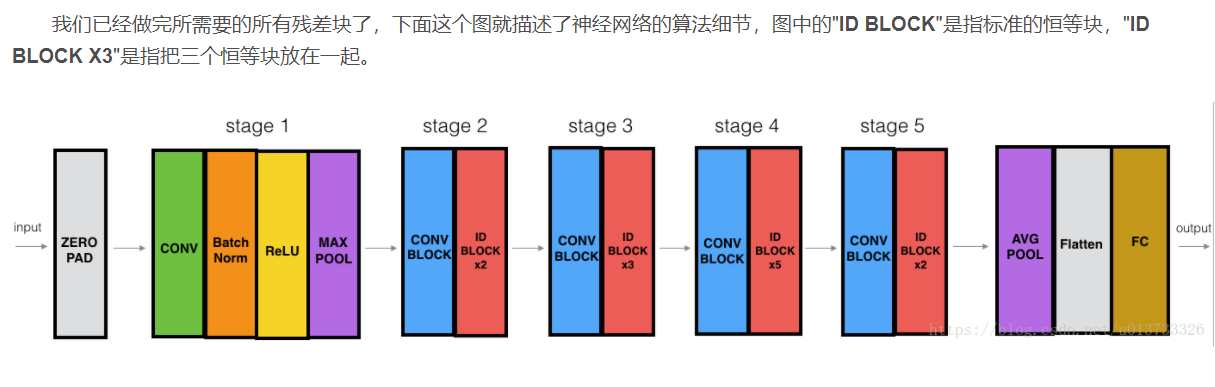 我们已经做完所需要的所有残差块了，下面这个图就描述了神经网络的算法细节，图中的"ID BLOCK"是指标准的恒等块，"ID
BLOCK X3"是指把三个恒等块放在一起。
stage 1
stage 2
stage 3
stage 4
stage 5
input
ZERO
PAD
CONV
Batch
Norm
ReLU
MAX
POOL
CONV
BLOCK
ID
BLOCK
x2
CONV
BLOCK
ID
BLOCK
x3
CONV
BLOCK
ID
BLOCK
x5
CONV
BLOCK
ID
BLOCK
x2
AVG
POOL
Flatten
FC
output
https://blog.csdn.net/u013733326